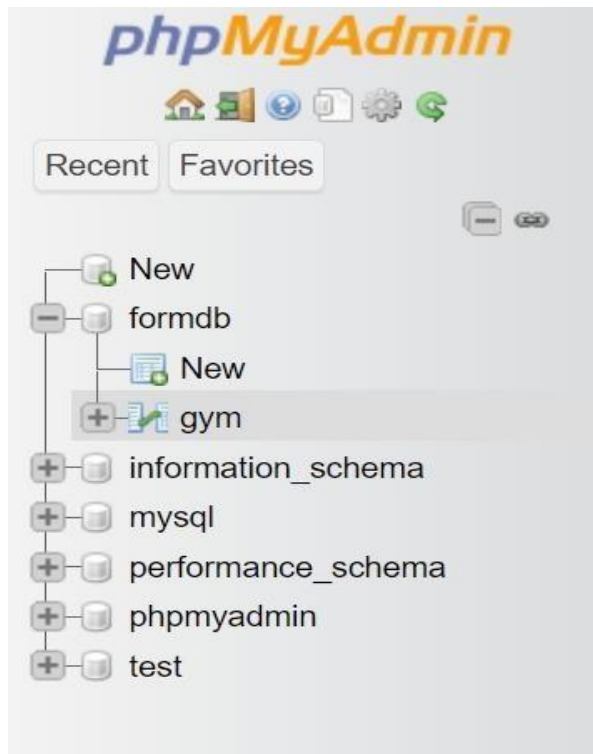 phpMyAdmin
Recent Favorites
New
formdb
New
gym
information_schema
mysql
performance_schema
phpmyadmin
test